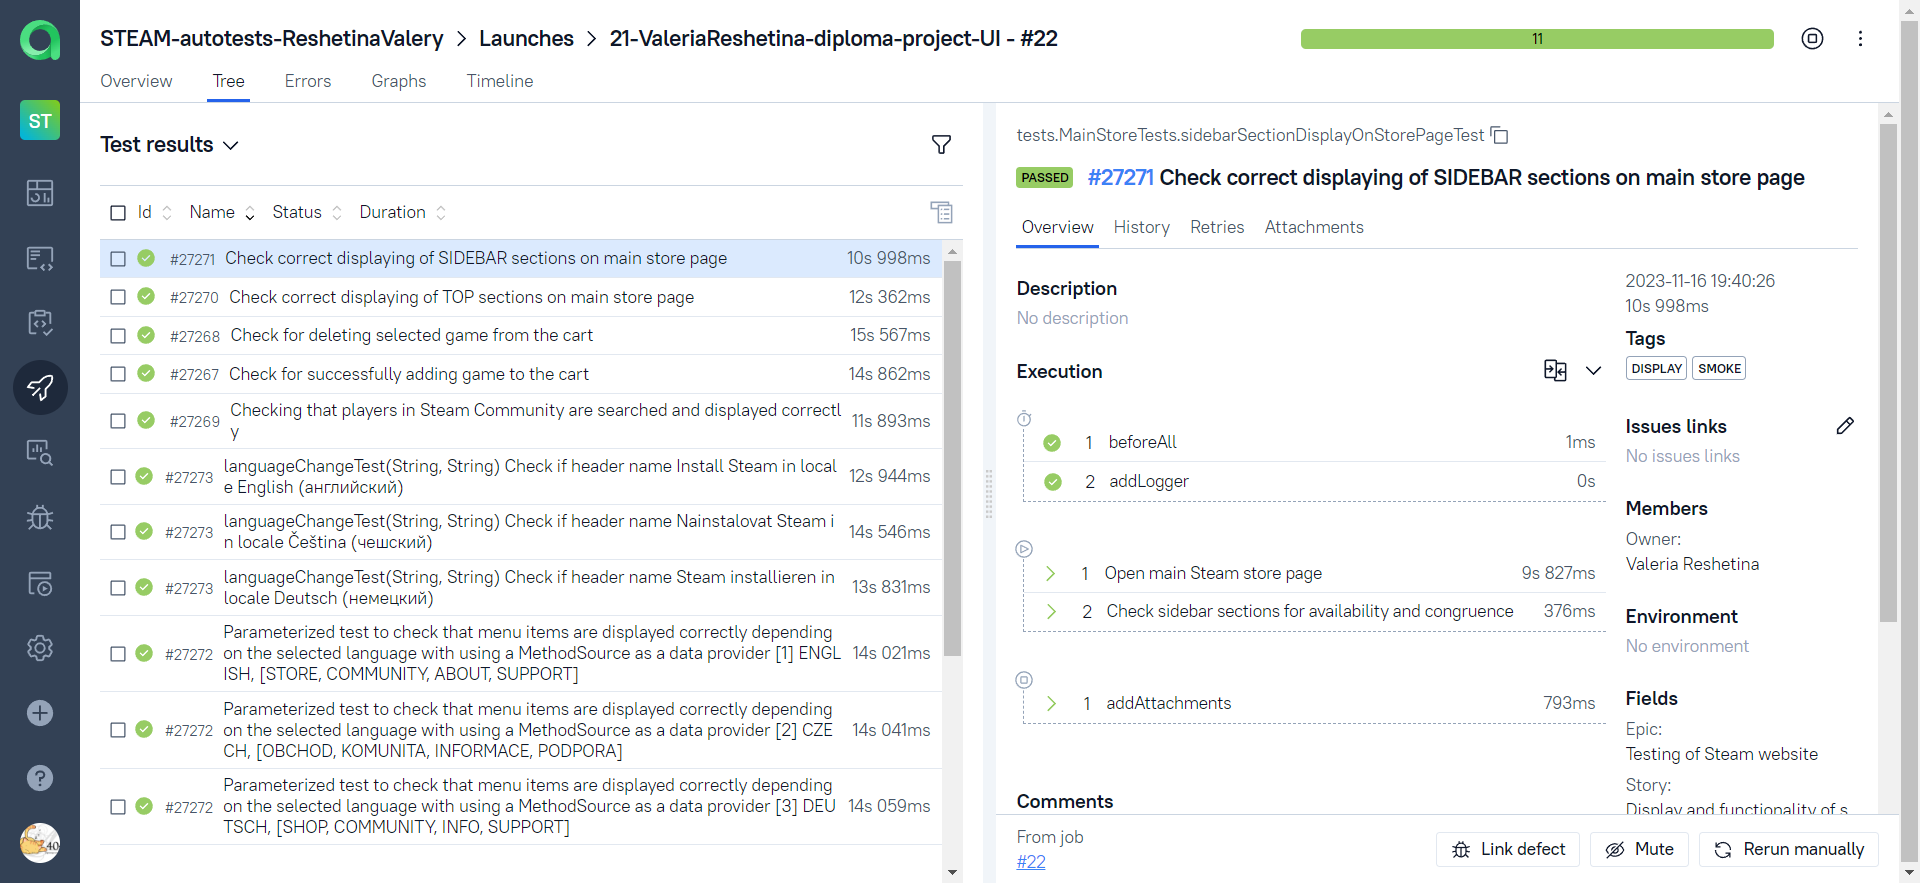 STEAM-autotests-ReshetinaValery > Launches > 21-ValeriaReshetina-diploma-project-UI - #22
11
Overview Tree Errors Graphs Timeline
ST
Test results
Id Name Status Duration
#27271 Check correct displaying of SIDEBAR sections on main store page 10s 998ms
#27270 Check correct displaying of TOP sections on main store page 12s 362ms
#27268 Check for deleting selected game from the cart 15s 567ms
#27267 Check for successfully adding game to the cart 14s 862ms
#27269 Checking that players in Steam Community are searched and displayed correctl 11s 893ms
y
#27273 languageChangeTest(String, String) Check if header name Install Steam in local 12s 944ms
e English (английский)
#27273 languageChangeTest(String, String) Check if header name Nainstalovat Steam i 14s 546ms
n locale Čeština (чешский)
#27273 languageChangeTest(String, String) Check if header name Steam installieren in 13s 831ms
locale Deutsch (немецкий)
Parameterized test to check that menu items are displayed correctly depending
#27272 on the selected language with using a MethodSource as a data provider [1] ENGL 14s 021ms
ISH, [STORE, COMMUNITY, ABOUT, SUPPORT]
Parameterized test to check that menu items are displayed correctly depending
#27272 on the selected language with using a MethodSource as a data provider [2] CZE 14s 041ms
CH, [OBCHOD, KOMUNITA, INFORMACE, PODPORA]
Parameterized test to check that menu items are displayed correctly depending
#27272 on the selected language with using a MethodSource as a data provider [3] DEU 14s 059ms
TSCH, [SHOP, COMMUNITY, INFO, SUPPORT]
tests.MainStoreTests.sidebarSectionDisplayOnStorePageTest
PASSED #27271 Check correct displaying of SIDEBAR sections on main store page
Overview History Retries Attachments
Description
No description
Execution
1 beforeAll 1ms
2 addLogger 0s
1 Open main Steam store page 9s 827ms
2 Check sidebar sections for availability and congruence 376ms
1 addAttachments 793ms
Comments
2023-11-16 19:40:26
10s 998ms
Tags
DISPLAY SMOKE
Issues links
No issues links
Members
Owner:
Valeria Reshetina
Environment
No environment
Fields
Epic:
Testing of Steam website
Story:
Display and functionality of s
From job
#22
Link defect Mute Rerun manually
40